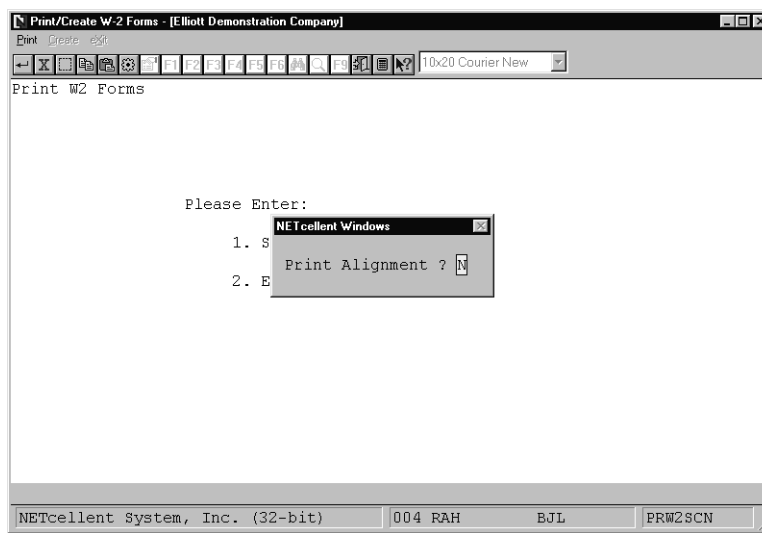 Print/Create W-2 Forms - [Elliott Demonstration Company]
Print Create eXit
F1 F2 F3 F4 F5 F6 F9 10x20 Courier New
Print W2 Forms
Please Enter:
NETcellent Windows
1. S
Print Alignment ? N
2. E
NETcellent System, Inc. (32-bit) 004 RAH BJL PRW2SCN